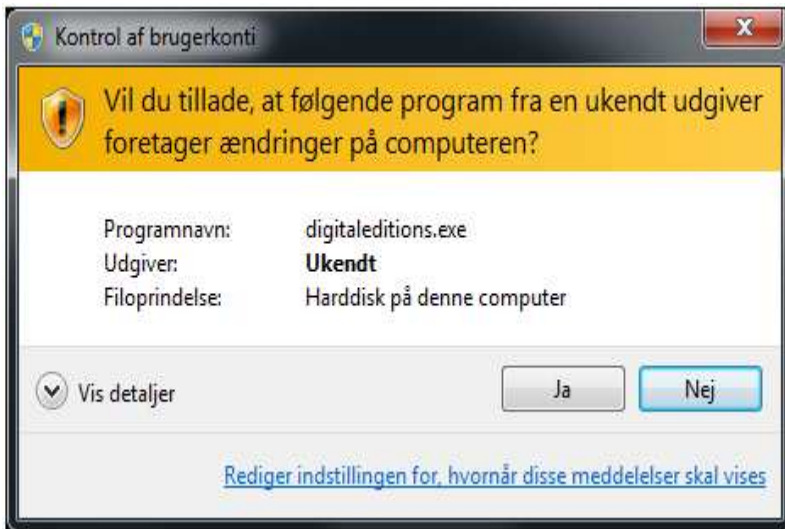 Kontrol af brugerkonti
Vil du tillade, at følgende program fra en ukendt udgiver
foretager ændringer på computeren?
Programnavn: digitaleditions.exe
Udgiver: Ukendt
Filoprindelse: Harddisk på denne computer
Vis detaljer Ja Nej
Rediger indstillingen for, hvornår disse meddelelser skal vises